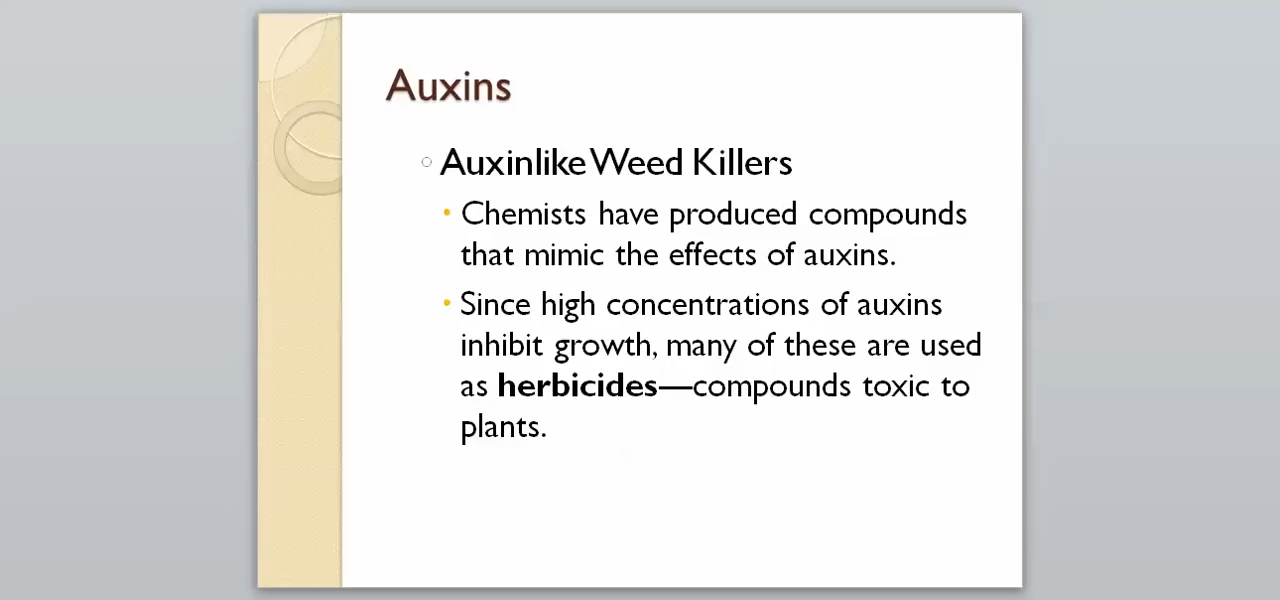 Auxins
Auxinlike Weed Killers
Chemists have produced compounds
that mimic the effects of auxins.
Since high concentrations of auxins
inhibit growth, many of these are used
as herbicides—compounds toxic to
plants.